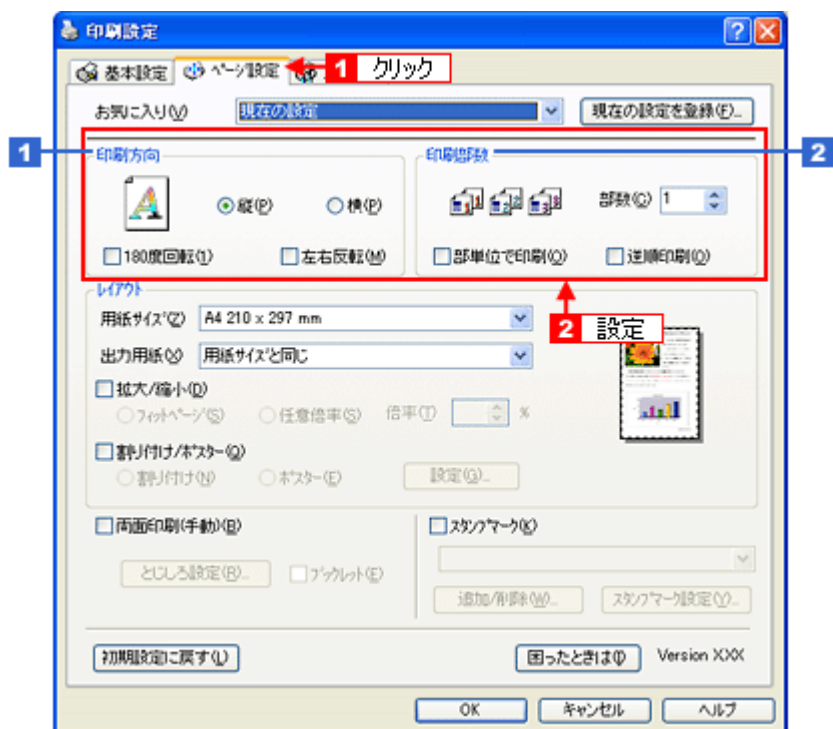 印刷設定
基本設定 ページ設定 1 クリック
お気に入り(V) 現在の設定 現在の設定を登録(F)...
1 印刷方向 印刷部数 2
縦(P) 横(P) 部数(C) 1
180度回転(1) 左右反転(M) 部単位で印刷(O) 逆順印刷(O)
レイアウト
2 設定
用紙サイズ(Z) A4 210 x 297 mm
出力用紙(X) 用紙サイズと同じ
拡大/縮小(D)
フィットページ(S) 任意倍率(S) 倍率(T) %
割り付け/ポスター(Q)
割り付け(N) ポスター(E) 設定(G)...
両面印刷(手動)(B) スタンプマーク(K)
とじしろ設定(R)... ブックレット(E)
追加/削除(W)... スタンプマーク設定(Y)...
初期設定に戻す(L) 困ったときは(I) Version X.XX
OK キャンセル ヘルプ